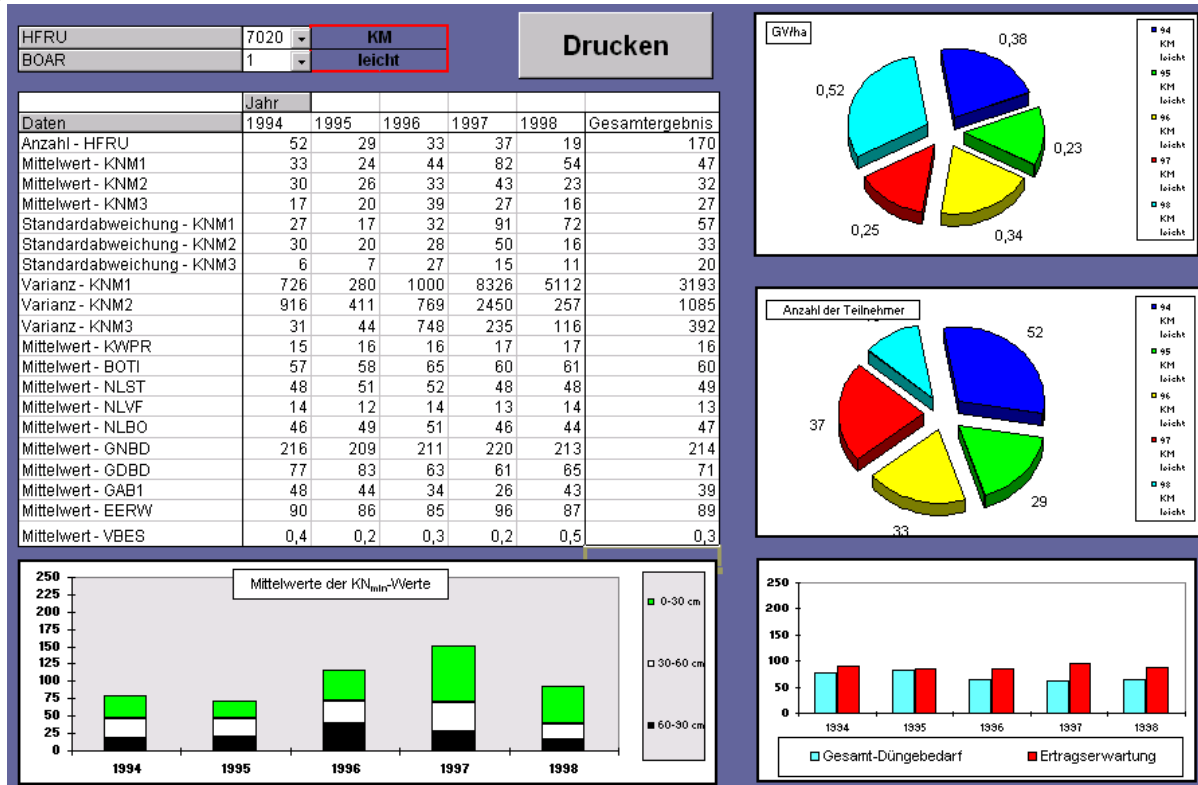 HFRU 7020 KM
BOAR 1 leicht
Drucken
Jahr
Daten 1994 1995 1996 1997 1998 Gesamtergebnis
Anzahl - HFRU 52 29 33 37 19 170
Mittelwert - KNM1 33 24 44 82 54 47
Mittelwert - KNM2 30 26 33 43 23 32
Mittelwert - KNM3 17 20 39 27 16 27
Standardabweichung - KNM1 27 17 32 91 72 57
Standardabweichung - KNM2 30 20 28 50 16 33
Standardabweichung - KNM3 6 7 27 15 11 20
Varianz - KNM1 726 280 1000 8326 5112 3193
Varianz - KNM2 916 411 769 2450 257 1085
Varianz - KNM3 31 44 748 235 116 392
Mittelwert - KWPR 15 16 16 17 17 16
Mittelwert - BOTI 57 58 65 60 61 60
Mittelwert - NLST 48 51 52 48 48 49
Mittelwert - NLVF 14 12 14 13 14 13
Mittelwert - NLBO 46 49 51 46 44 47
Mittelwert - GNBD 216 209 211 220 213 214
Mittelwert - GDBD 77 83 63 61 65 71
Mittelwert - GAB1 48 44 34 26 43 39
Mittelwert - EERW 90 86 85 96 87 89
Mittelwert - VBES 0,4 0,2 0,3 0,2 0,5 0,3
GV/ha
0,38
0,52
0,23
0,25
0,34
94
KM
leicht
95
KM
leicht
96
KM
leicht
97
KM
leicht
98
KM
leicht
Anzahl der Teilnehmer
52
37
29
33
94
KM
leicht
95
KM
leicht
96
KM
leicht
97
KM
leicht
98
KM
leicht
Mittelwerte der KNmin-Werte
250
225
200
175
150
125
100
75
50
25
0
1994 1995 1996 1997 1998
0-30 cm
30-60 cm
60-90 cm
250
200
150
100
50
0
1994 1995 1996 1997 1998
Gesamt-Düngebedarf Ertragserwartung